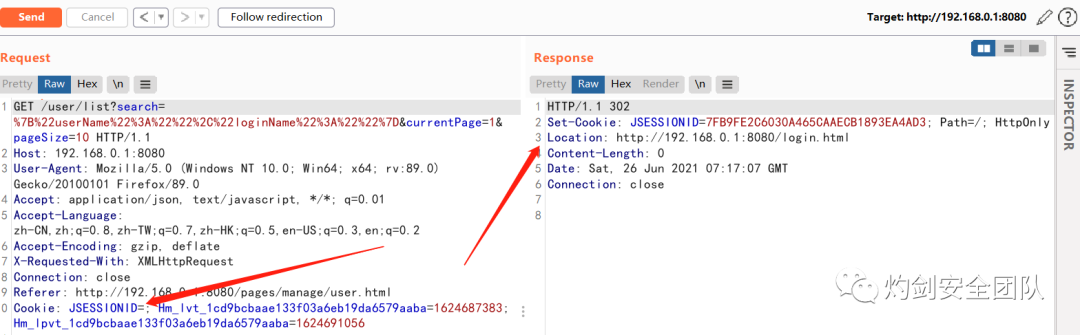 Send Cancel < > Follow redirection Target: http://192.168.0.1:8080
Request
Pretty Raw Hex \n
1 GET /user/list?search=
%7B%22userName%22%3A%22%22%2C%22loginName%22%3A%22%22%7D&currentPage=1&
pageSize=10 HTTP/1.1
2 Host: 192.168.0.1:8080
3 User-Agent: Mozilla/5.0 (Windows NT 10.0; Win64; x64; rv:89.0)
Gecko/20100101 Firefox/89.0
4 Accept: application/json, text/javascript, */*; q=0.01
5 Accept-Language:
zh-CN,zh;q=0.8,zh-TW;q=0.7,zh-HK;q=0.5,en-US;q=0.3,en;q=0.2
6 Accept-Encoding: gzip, deflate
7 X-Requested-With: XMLHttpRequest
8 Connection: close
9 Referer: http://192.168.0.1:8080/pages/manage/user.html
0 Cookie: JSESSIONID=; Hm_lvt_1cd9bcbaae133f03a6eb19da6579aaba=1624687383;
Hm_lpvt_1cd9bcbaae133f03a6eb19da6579aaba=1624691056
Response
Pretty Raw Hex Render \n
1 HTTP/1.1 302
2 Set-Cookie: JSESSIONID=7FB9FE2C6030A465CAAECB1893EA4AD3; Path=/; HttpOnly
3 Location: http://192.168.0.1:8080/login.html
4 Content-Length: 0
5 Date: Sat, 26 Jun 2021 07:17:07 GMT
6 Connection: close
7
8
INSPECTOR
灼剑安全团队